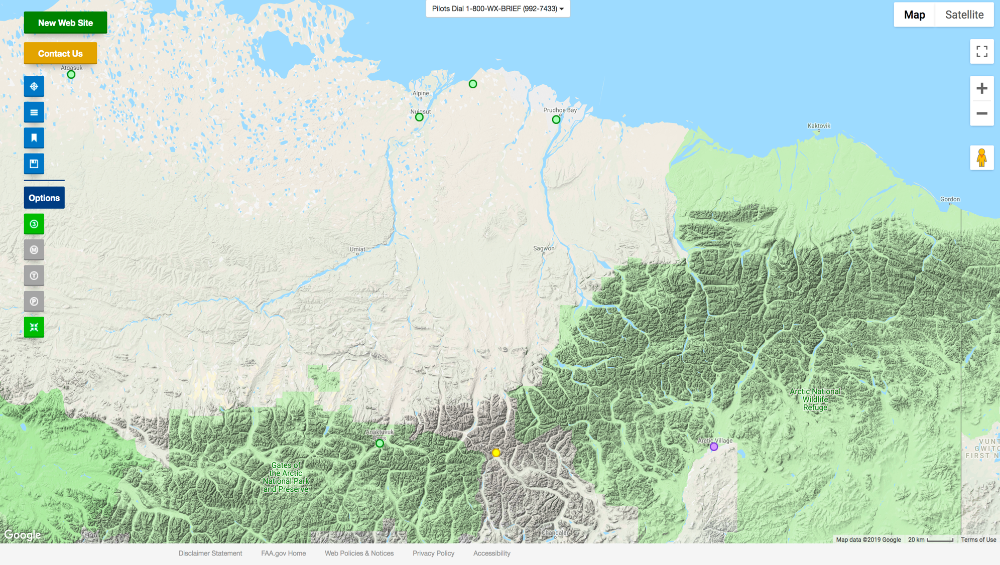 Pilots Dial 1-800-WX-BRIEF (992-7433)
Map
Satellite
New Web Site
Contact Us
Atqasuk
Alpine
Nuiqsut
Prudhoe Bay
Kaktovik
Gordon
Options
3
M
T
P
Umiat
Sagwon
Arctic National
Wildlife
Refuge
Anaktuvuk
Pass
Arctic Village
VUNT
GWITC
FIRST N
Gates of
the Arctic
National Park
and Preserve
Chandalar
Google
Map data ©2019 Google
20 km
Terms of Use
Disclaimer Statement
FAA.gov Home
Web Policies & Notices
Privacy Policy
Accessibility